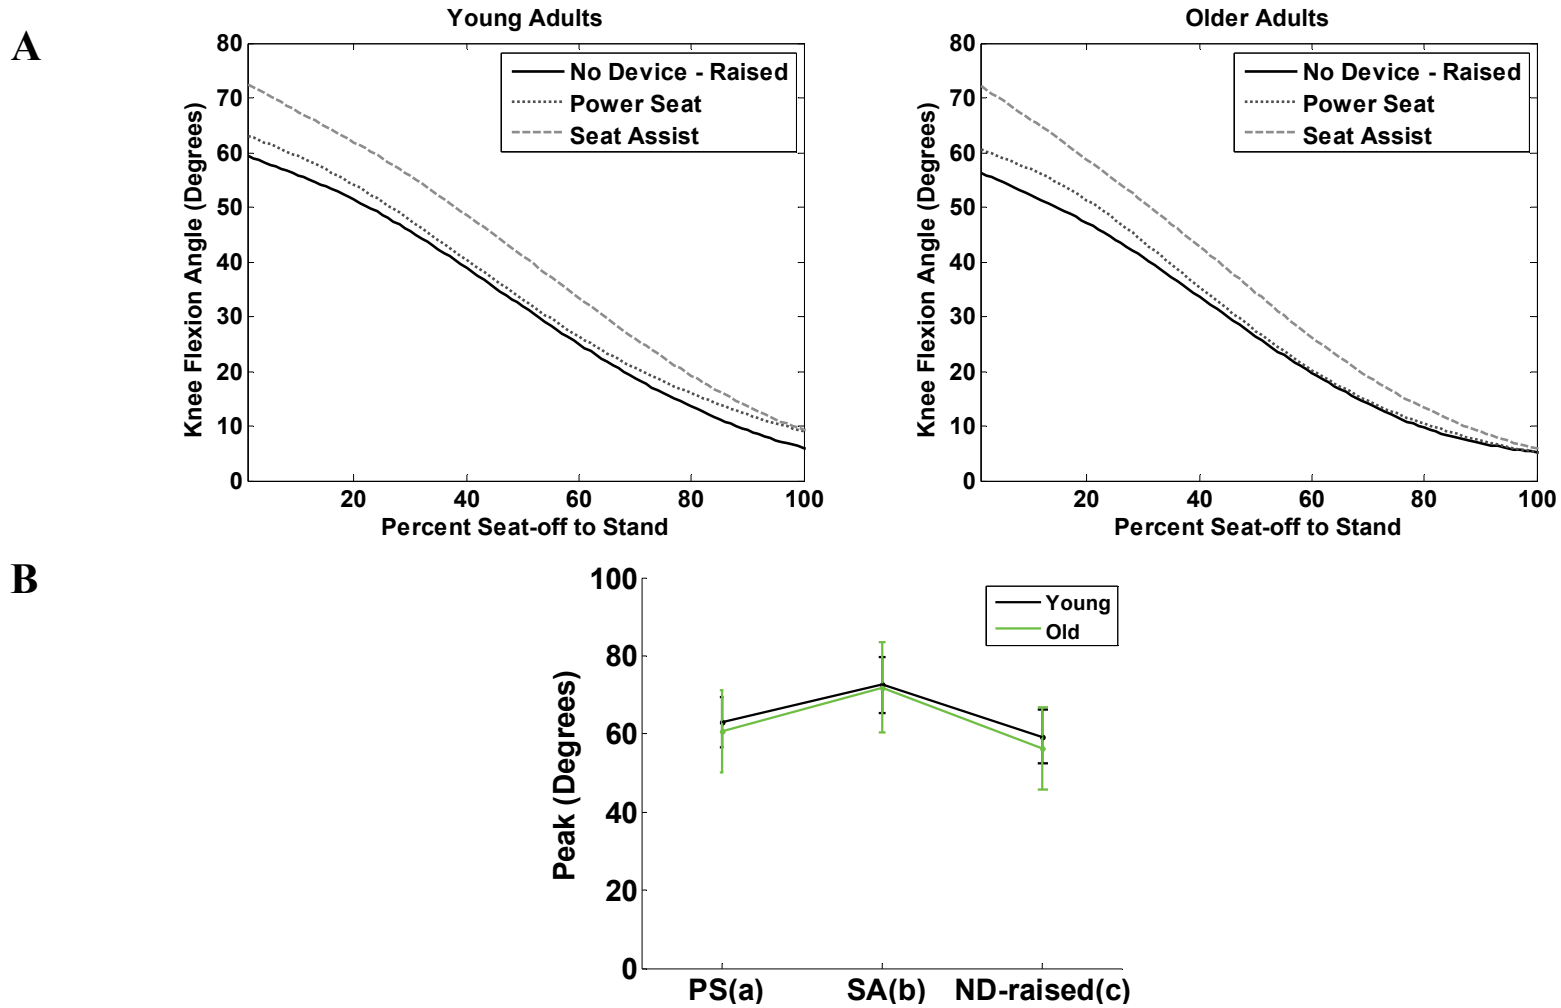 A
Young Adults
Knee Flexion Angle (Degrees)
80
70
60
50
40
30
20
10
0
No Device - Raised
Power Seat
Seat Assist
20 40 60 80 100
Percent Seat-off to Stand
Older Adults
Knee Flexion Angle (Degrees)
80
70
60
50
40
30
20
10
0
No Device - Raised
Power Seat
Seat Assist
20 40 60 80 100
Percent Seat-off to Stand
B
Peak (Degrees)
100
80
60
40
20
0
Young
Old
PS(a) SA(b) ND-raised(c)